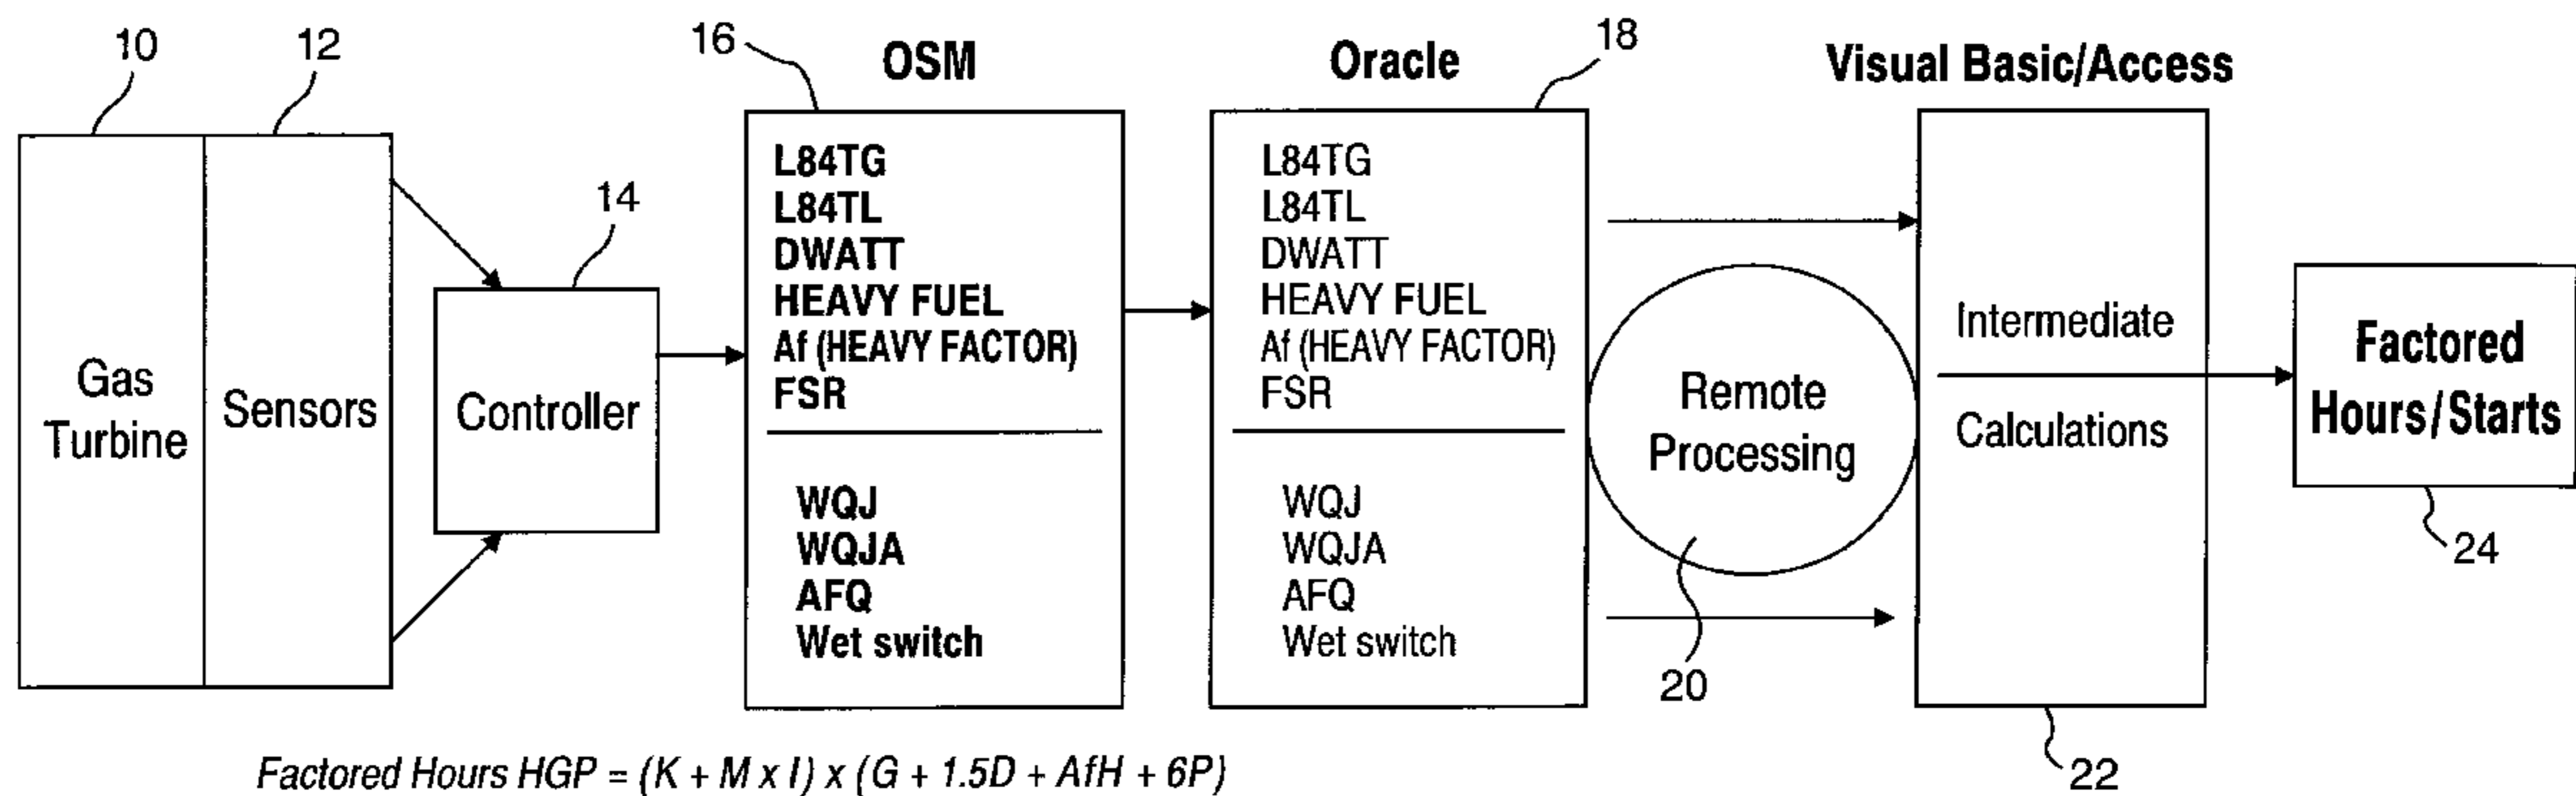 10
12
16
OSM
Oracle
18
Visual Basic/Access
Gas
Turbine
Sensors
14
Controller
L84TG
L84TL
DWATT
HEAVY FUEL
Af (HEAVY FACTOR)
FSR
WQJ
WQJA
AFQ
Wet switch
L84TG
L84TL
DWATT
HEAVY FUEL
Af (HEAVY FACTOR)
FSR
WQJ
WQJA
AFQ
Wet switch
Remote
Processing
20
Intermediate
Calculations
22
Factored
Hours/Starts
24
Factored Hours HGP = (K + M x I) x (G + 1.5D + AfH + 6P)